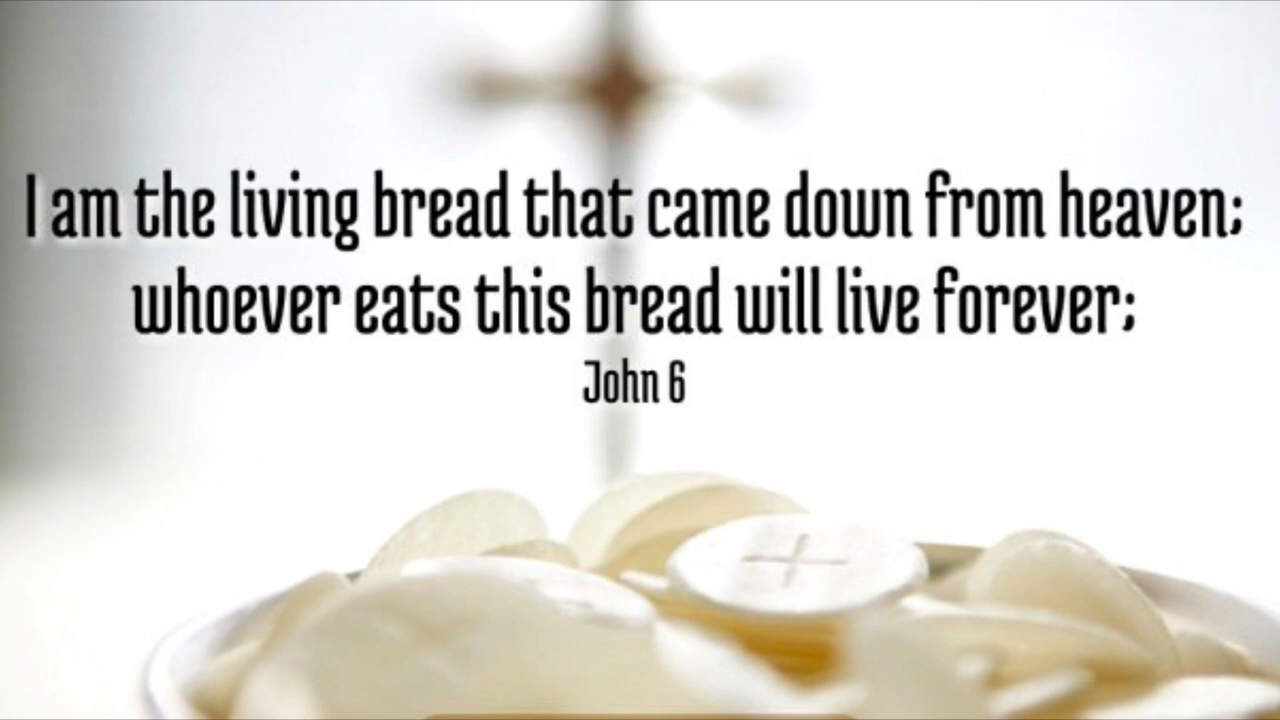 I am the living bread that came down from heaven;
whoever eats this bread will live forever;
John 6